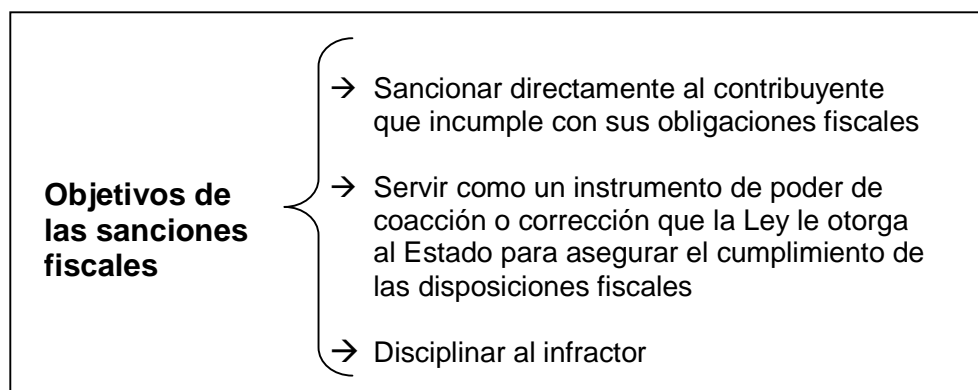 Objetivos de
las sanciones
fiscales
→ Sancionar directamente al contribuyente
que incumple con sus obligaciones fiscales
→ Servir como un instrumento de poder de
coacción o corrección que la Ley le otorga
al Estado para asegurar el cumplimiento de
las disposiciones fiscales
→ Disciplinar al infractor